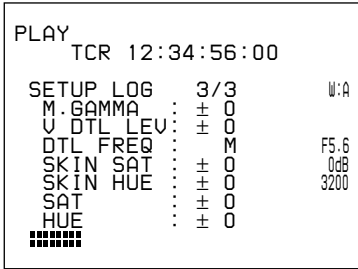 PLAY
TCR 12:34:56:00
SETUP LOG 3/3 W:A
M.GAMMA : ± 0
V DTL LEV: ± 0
DTL FREQ : M F5.6
SKIN SAT : ± 0 0dB
SKIN HUE : ± 0 3200
SAT : ± 0
HUE : ± 0